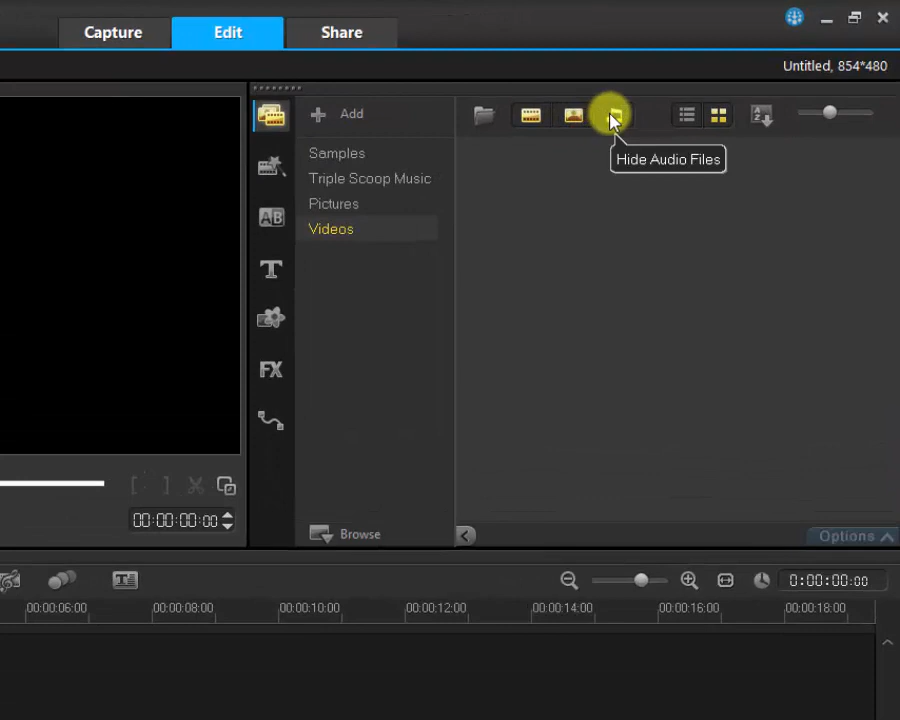 Capture
Edit
Share
Untitled, 854*480
Add
Samples
Triple Scoop Music
Pictures
Videos
Hide Audio Files
AB
T
FX
AZ
Browse
Options
[ ]
00:00:00:00
T
0:00:00:00
00:00:06:00
00:00:08:00
00:00:10:00
00:00:12:00
00:00:14:00
00:00:16:00
00:00:18:00